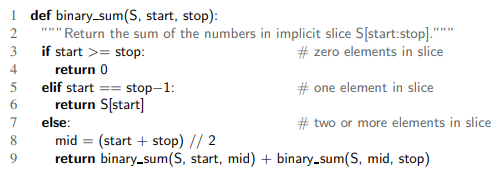 1 def binary_sum(S, start, stop):
2 """Return the sum of the numbers in implicit slice S[start:stop]."""
3 if start >= stop: # zero elements in slice
4 return 0
5 elif start == stop−1: # one element in slice
6 return S[start]
7 else: # two or more elements in slice
8 mid = (start + stop) // 2
9 return binary_sum(S, start, mid) + binary_sum(S, mid, stop)